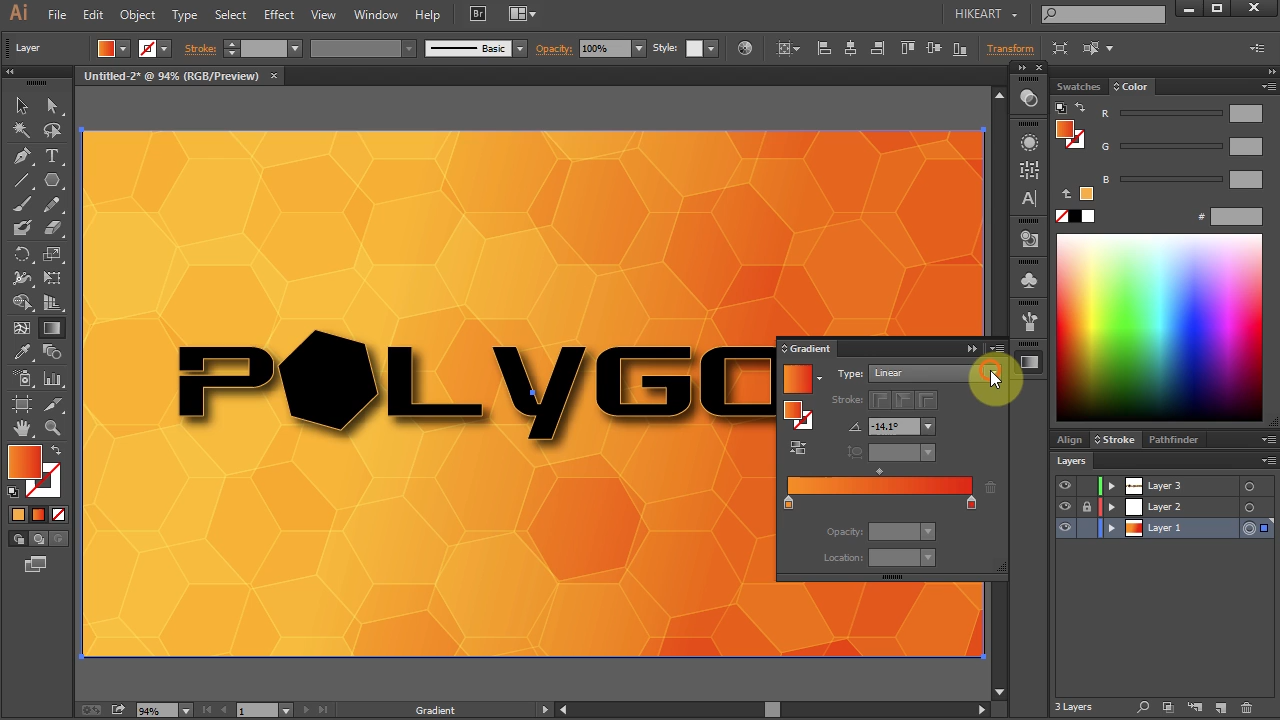 Ai File Edit Object Type Select Effect View Window Help Br HIKEART
Layer Stroke: Basic Opacity: 100% Style: Transform
Untitled-2* @ 94% (RGB/Preview)
Swatches Color
R
G
B
#
POLYGO
Gradient
Type: Linear
Stroke:
-14.1°
Opacity:
Location:
Align Stroke Pathfinder
Layers
Layer 3
Layer 2
Layer 1
3 Layers
94% 1 Gradient